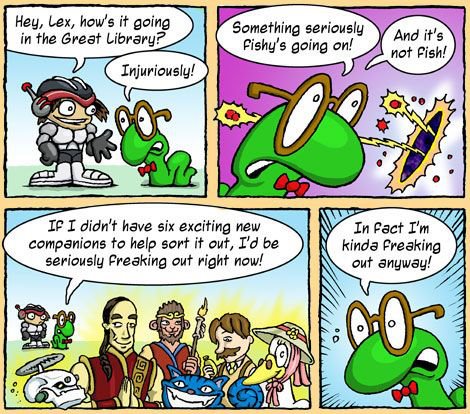 Hey, Lex, how's it going
in the Great Library?
Injuriously!
Something seriously
fishy's going on!
And it's
not fish!
If I didn't have six exciting new
companions to help sort it out, I'd be
seriously freaking out right now!
In fact I'm
kinda freaking
out anyway!